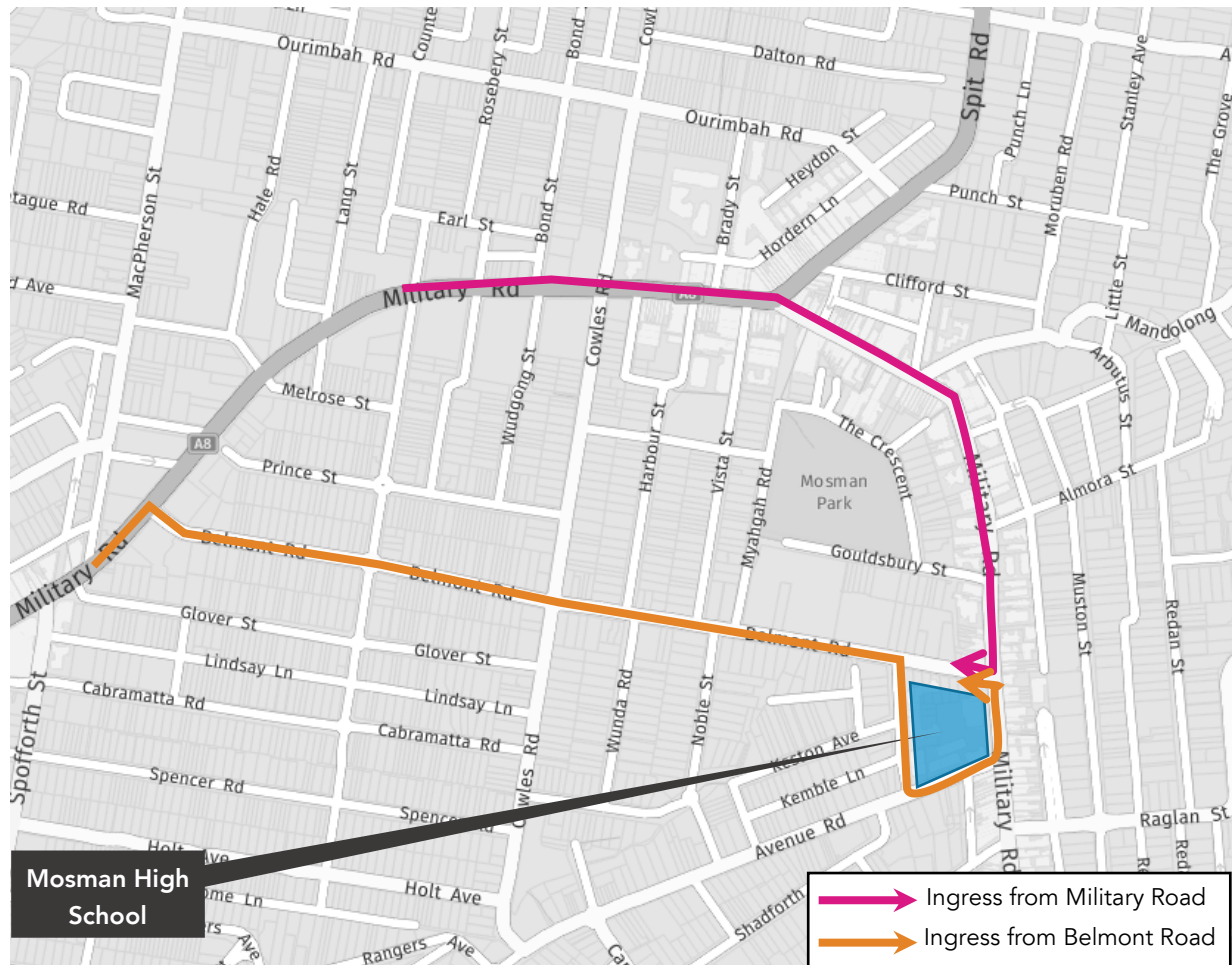 Ourimbah Rd
Rosebery St
Bond St
Dalton Rd
Spit Rd
Punch Ln
Stanley Ave
The Grove
Ourimbah Rd
Heydon St
Moruben Rd
MacPherson St
Hale Rd
Lang St
Punch St
Earl St
Bond St
Brady St
Hordern Ln
Clifford St
Little St
Military Rd
Cowles Rd
A8
Mandolong
Arbutus St
Melrose St
Wudgong St
A8
Prince St
Harbour St
Vista St
The Crescent
Mosman
Park
Military Rd
Almora St
Myahgah Rd
Gouldsbury St
Military Rd
Belmont Rd
Belmont Rd
Muston St
Redan St
Glover St
Glover St
Belmont Rd
Lindsay Ln
Lindsay Ln
Cabramatta Rd
Cabramatta Rd
Wunda Rd
Noble St
Keston Ave
Spofforth St
Spencer Rd
Spencer Rd
Cowles Rd
Kemble Ln
Military Rd
Avenue Rd
Raglan St
Holt Ave
Holt Ave
Mosman High
School
Shadforth
Rangers Ave
Ingress from Military Road
Ingress from Belmont Road